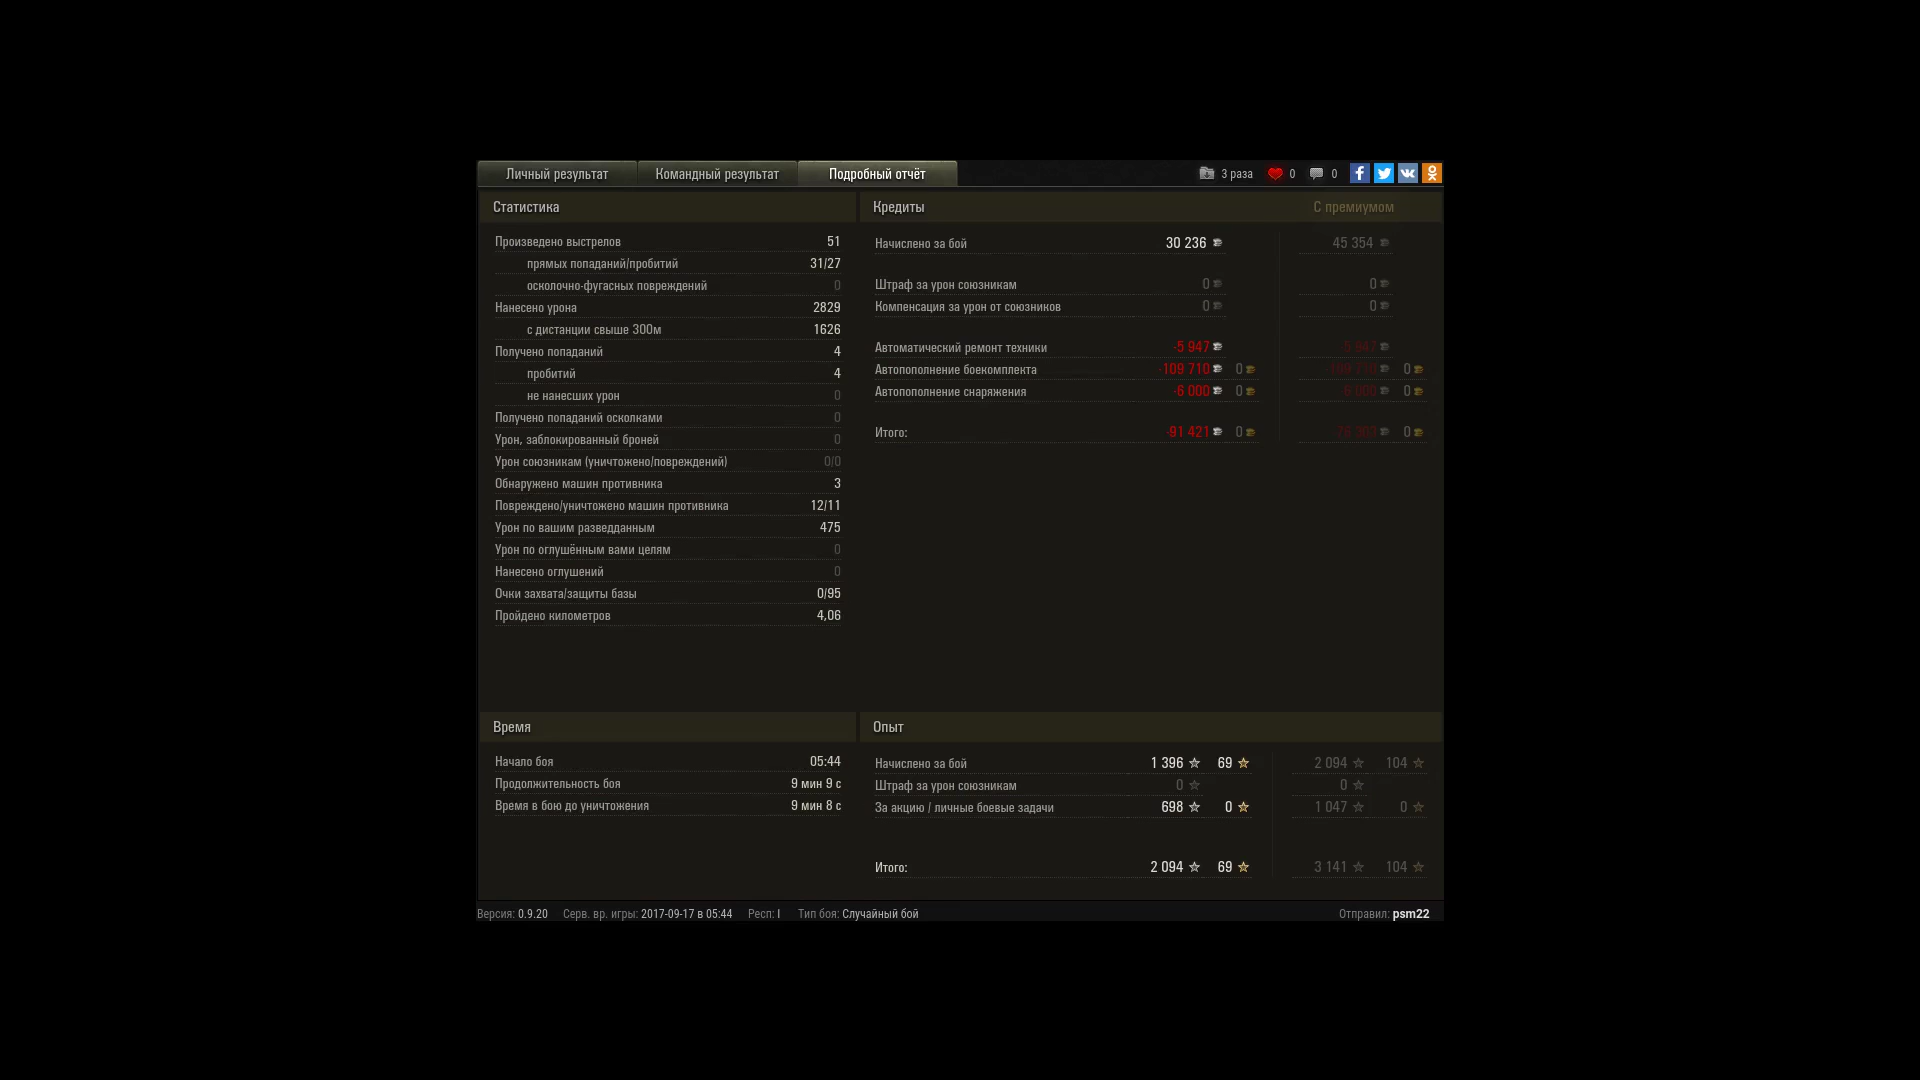 Личный результат Командный результат Подробный отчёт 3 раза 0 0
Статистика
Произведено выстрелов 51
прямых попаданий/пробитий 31/27
осколочно-фугасных повреждений 0
Нанесено урона 2829
с дистанции свыше 300м 1626
Получено попаданий 4
пробитий 4
не нанесших урон 0
Получено попаданий осколками 0
Урон, заблокированный броней 0
Урон союзникам (уничтожено/повреждений) 0/0
Обнаружено машин противника 3
Повреждено/уничтожено машин противника 12/11
Урон по вашим разведданным 475
Урон по оглушённым вами целям 0
Нанесено оглушений 0
Очки захвата/защиты базы 0/95
Пройдено километров 4,06
Кредиты С премиумом
Начислено за бой 30 236 45 354
Штраф за урон союзникам 0 0
Компенсация за урон от союзников 0 0
Автоматический ремонт техники -5 947 -5 947
Автопополнение боекомплекта -109 710 0 -109 710 0
Автопополнение снаряжения -6 000 0 -6 000 0
Итого: -91 421 0 0
Время
Начало боя 05:44
Продолжительность боя 9 мин 9 с
Время в бою до уничтожения 9 мин 8 с
Опыт
Начислено за бой 1 396 69 2 094 104
Штраф за урон союзникам 0 0
За акцию / личные боевые задачи 698 0 1 047 0
Итого: 2 094 69 3 141 104
Версия: 0.9.20 Серв. вр. игры: 2017-09-17 в 05:44 Респ: I Тип боя: Случайный бой Отправил: psm22